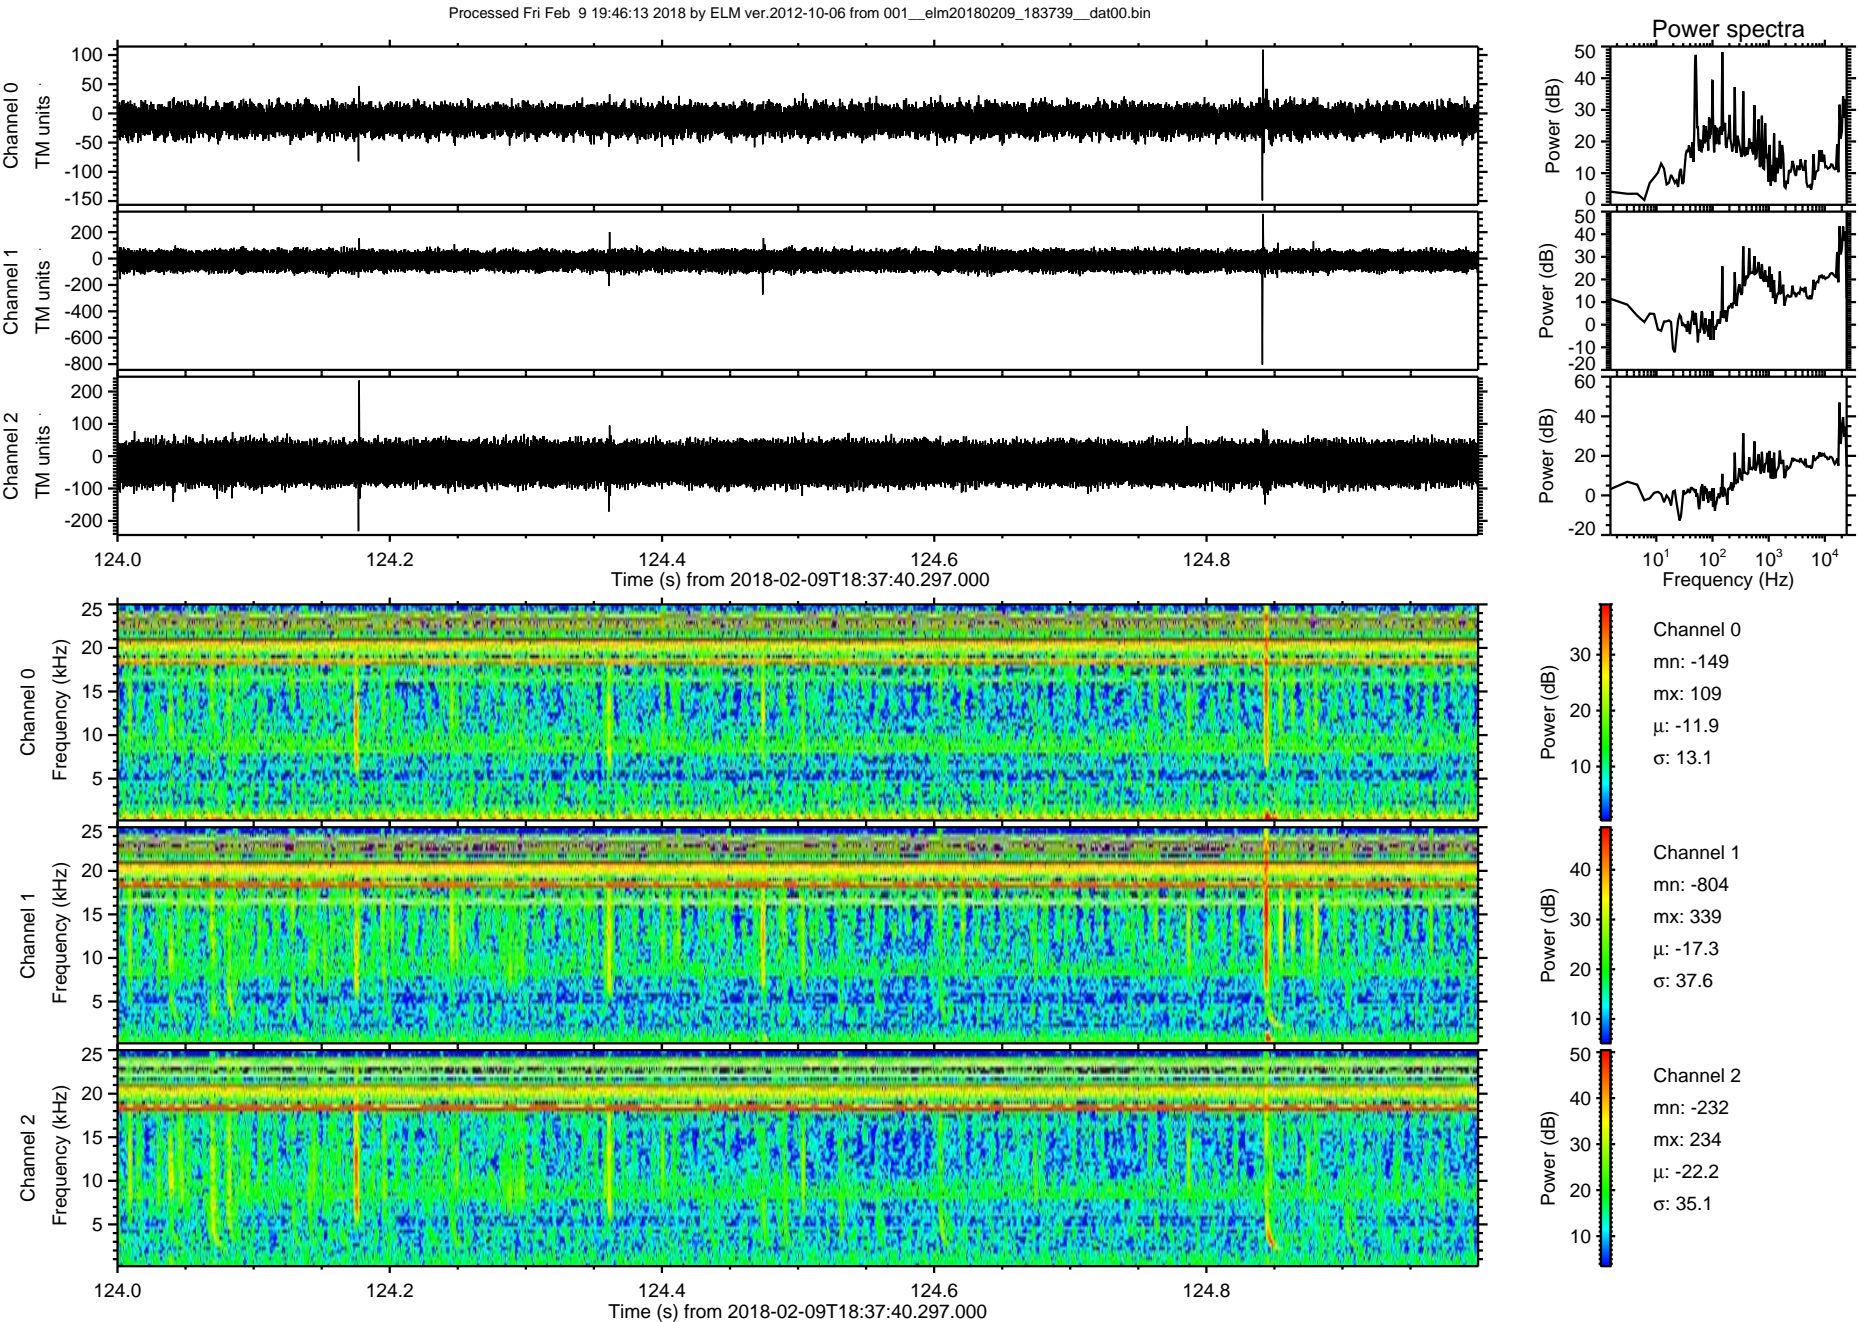 Processed Fri Feb  9 19:46:13 2018 by ELM ver.2012-10-06 from 001__elm20180209_183739__dat00.bin
Power spectra
Channel 0
TM units
100
50
0
-50
-100
-150
Power (dB)
50
40
30
20
10
0
Channel 1
TM units
200
0
-200
-400
-600
-800
Power (dB)
50
40
30
20
10
0
-10
-20
Channel 2
TM units
200
100
0
-100
-200
Power (dB)
60
40
20
0
-20
124.0 124.2 124.4 124.6 124.8
Time (s) from 2018-02-09T18:37:40.297.000
10^1 10^2 10^3 10^4
Frequency (Hz)
Channel 0
Frequency (kHz)
25
20
15
10
5
Power (dB)
30
20
10
Channel 0
mn: -149
mx: 109
μ: -11.9
σ: 13.1
Channel 1
Frequency (kHz)
25
20
15
10
5
Power (dB)
40
30
20
10
Channel 1
mn: -804
mx: 339
μ: -17.3
σ: 37.6
Channel 2
Frequency (kHz)
25
20
15
10
5
Power (dB)
50
40
30
20
10
Channel 2
mn: -232
mx: 234
μ: -22.2
σ: 35.1
124.0 124.2 124.4 124.6 124.8
Time (s) from 2018-02-09T18:37:40.297.000